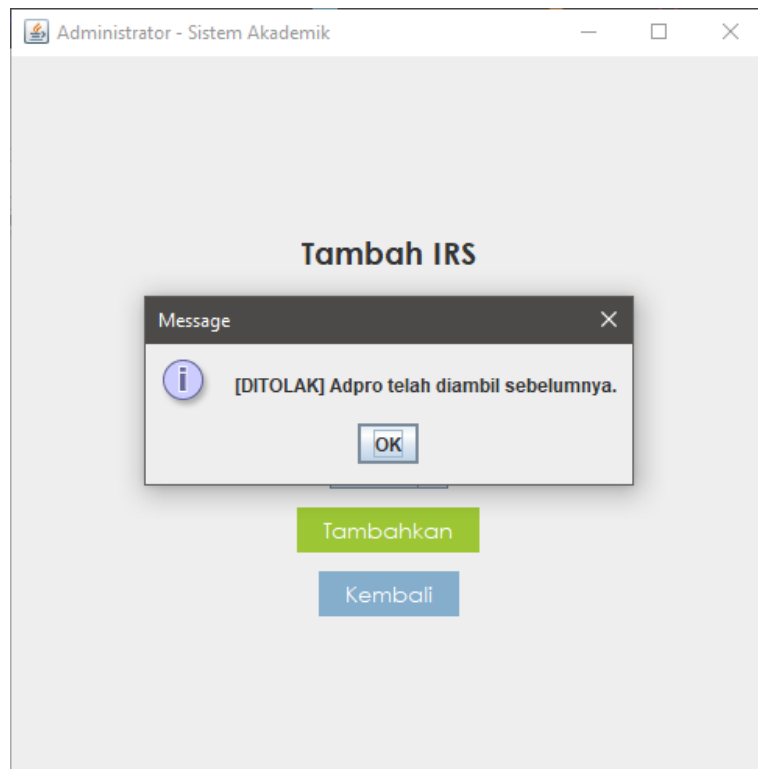 Administrator - Sistem Akademik
Tambah IRS
Message
[DITOLAK] Adpro telah diambil sebelumnya.
OK
Tambahkan
Kembali